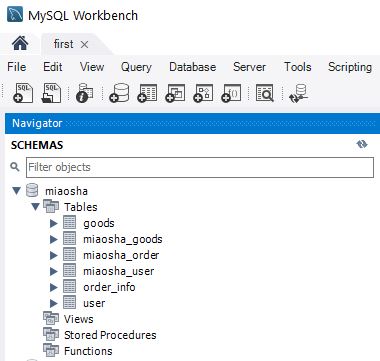 MySQL Workbench
first
File Edit View Query Database Server Tools Scripting
Navigator
SCHEMAS
Filter objects
miaosha
Tables
goods
miaosha_goods
miaosha_order
miaosha_user
order_info
user
Views
Stored Procedures
Functions